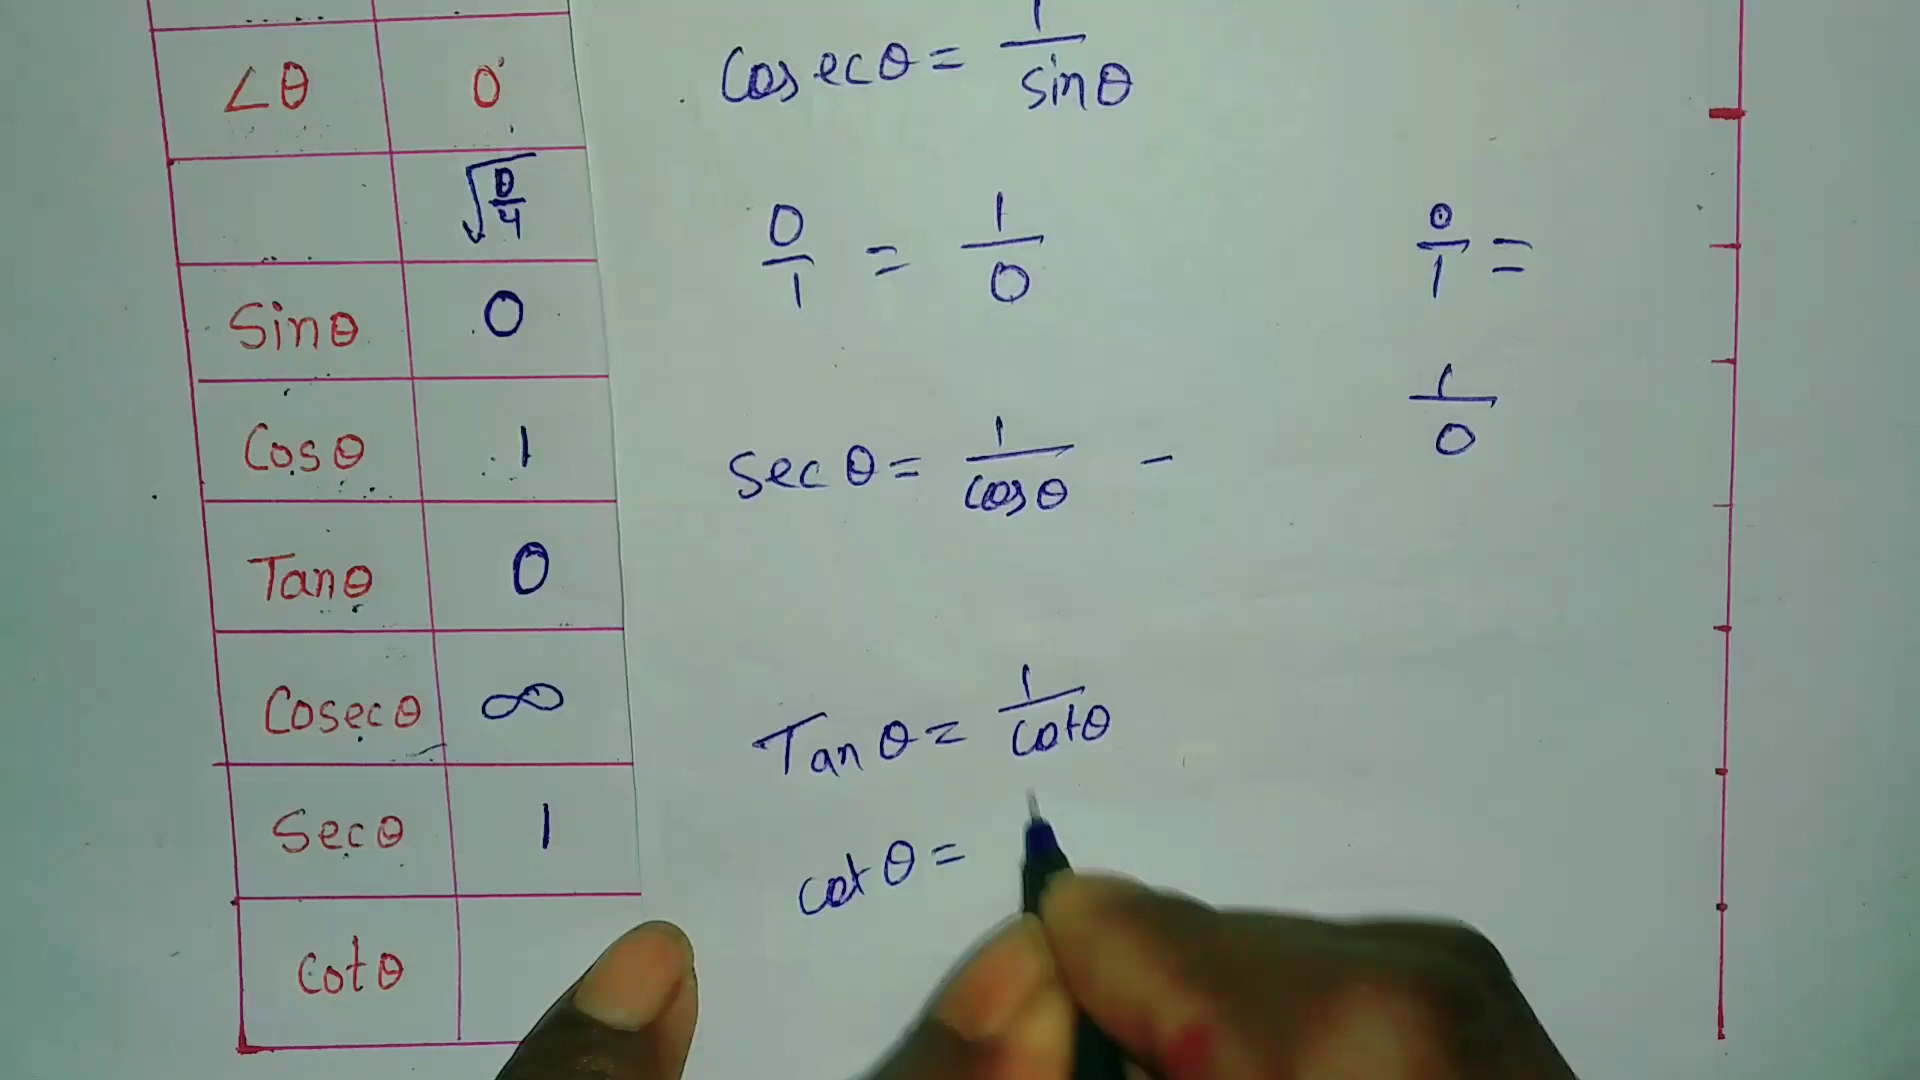 ∠θ 0°
√(0/4)
Sinθ 0
Cosθ 1
Tanθ 0
Cosecθ ∞
Secθ 1
Cotθ
Cosecθ = 1/sinθ
0/1 = 1/0
secθ = 1/cosθ -
Tanθ = 1/cotθ
cotθ =
0/1 =
1/0